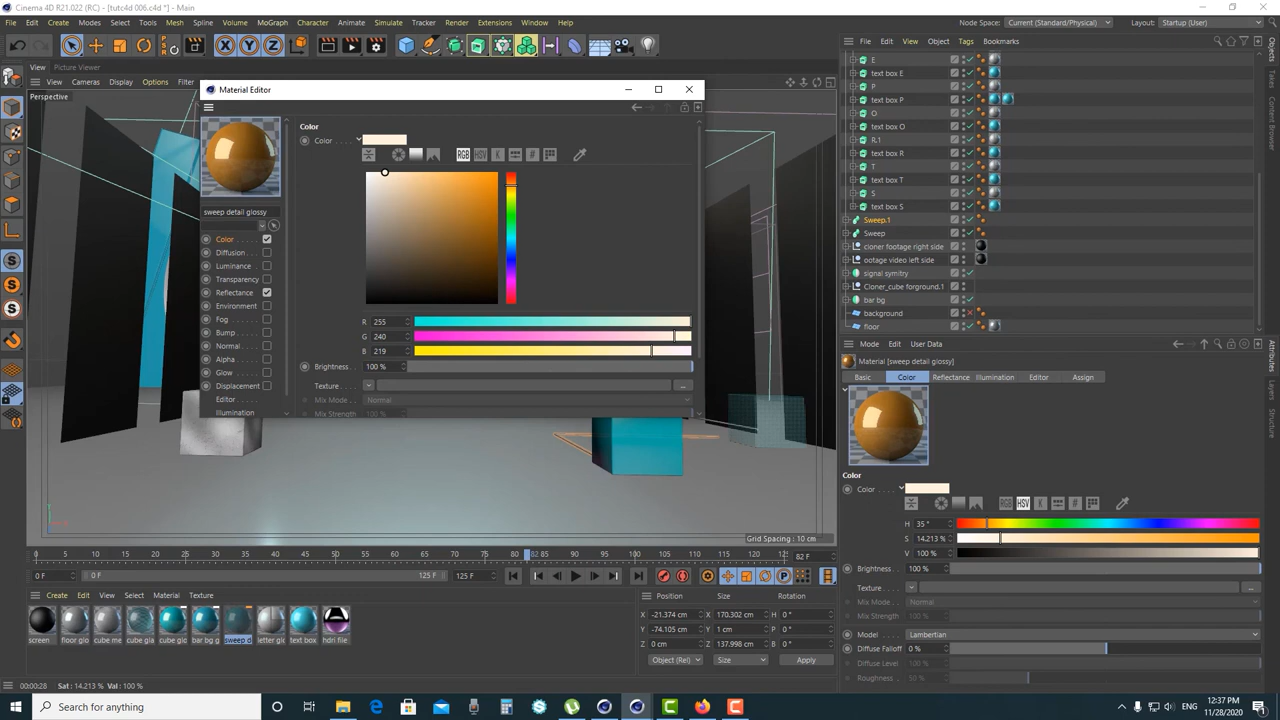 Cinema 4D R21.022 (RC) - [tutc4d 006.c4d *] - Main
File Edit Create Modes Select Tools Mesh Spline Volume MoGraph Character Animate Simulate Tracker Render Extensions Window Help
Node Space: Current (Standard/Physical) Layout: Startup (User)
View Picture Viewer
View Cameras Display Options Filter
Perspective
Material Editor
sweep detail glossy
Color
Diffusion
Luminance
Transparency
Reflectance
Environment
Fog
Bump
Normal
Alpha
Glow
Displacement
Editor
Illumination
Color
Color
RGB HSV K #
R 255
G 240
B 219
Brightness 100 %
Texture
Mix Mode Normal
Mix Strength 100 %
Grid Spacing : 10 cm
0 5 10 15 20 25 30 35 40 45 50 55 60 65 70 75 80 82 85 90 95 100 105 110 115 120 125 82 F
0 F 0 F 125 F 125 F
Create Edit View Select Material Texture
screen floor glo cube me cube gla cube glo bar bg g sweep d letter glo text box hdri file
Position Size Rotation
X -21.374 cm X 170.302 cm H 0 °
Y -74.105 cm Y 1 cm P 0 °
Z 0 cm Z 137.998 cm B 0 °
Object (Rel) Size Apply
00:00:28 Sat : 14.213 % Val : 100 %
File Edit View Object Tags Bookmarks
E
text box E
P
text box P
O
text box O
R.1
text box R
T
text box T
S
text box S
Sweep.1
Sweep
cloner footage right side
ootage video left side
signal symitry
Cloner_cube forground.1
bar bg
background
floor
Objects
Takes
Content Browser
Attributes
Layers
Structure
Mode Edit User Data
Material [sweep detail glossy]
Basic Color Reflectance Illumination Editor Assign
Color
Color
RGB HSV K #
H 35 °
S 14.213 %
V 100 %
Brightness 100 %
Texture
Mix Mode Normal
Mix Strength 100 %
Model Lambertian
Diffuse Falloff 0 %
Diffuse Level 100 %
Roughness 50 %
Search for anything
12:37 PM
11/28/2020